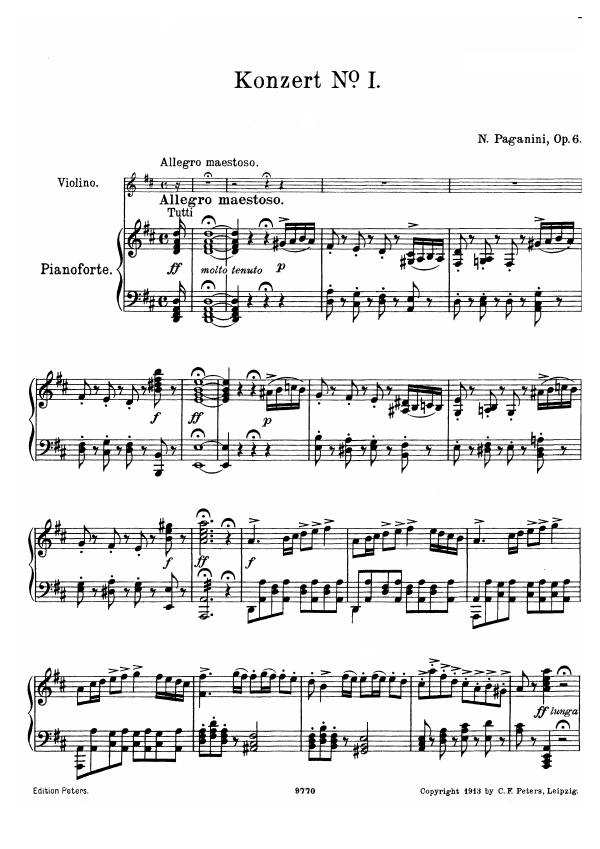 Konzert No I.
N. Paganini, Op. 6.
Allegro maestoso.
Violino.
Allegro maestoso.
Tutti
Pianoforte.
ff molto tenuto p
f ff p
f ff f
ff lunga
Edition Peters. 9770 Copyright 1913 by C. F. Peters, Leipzig.